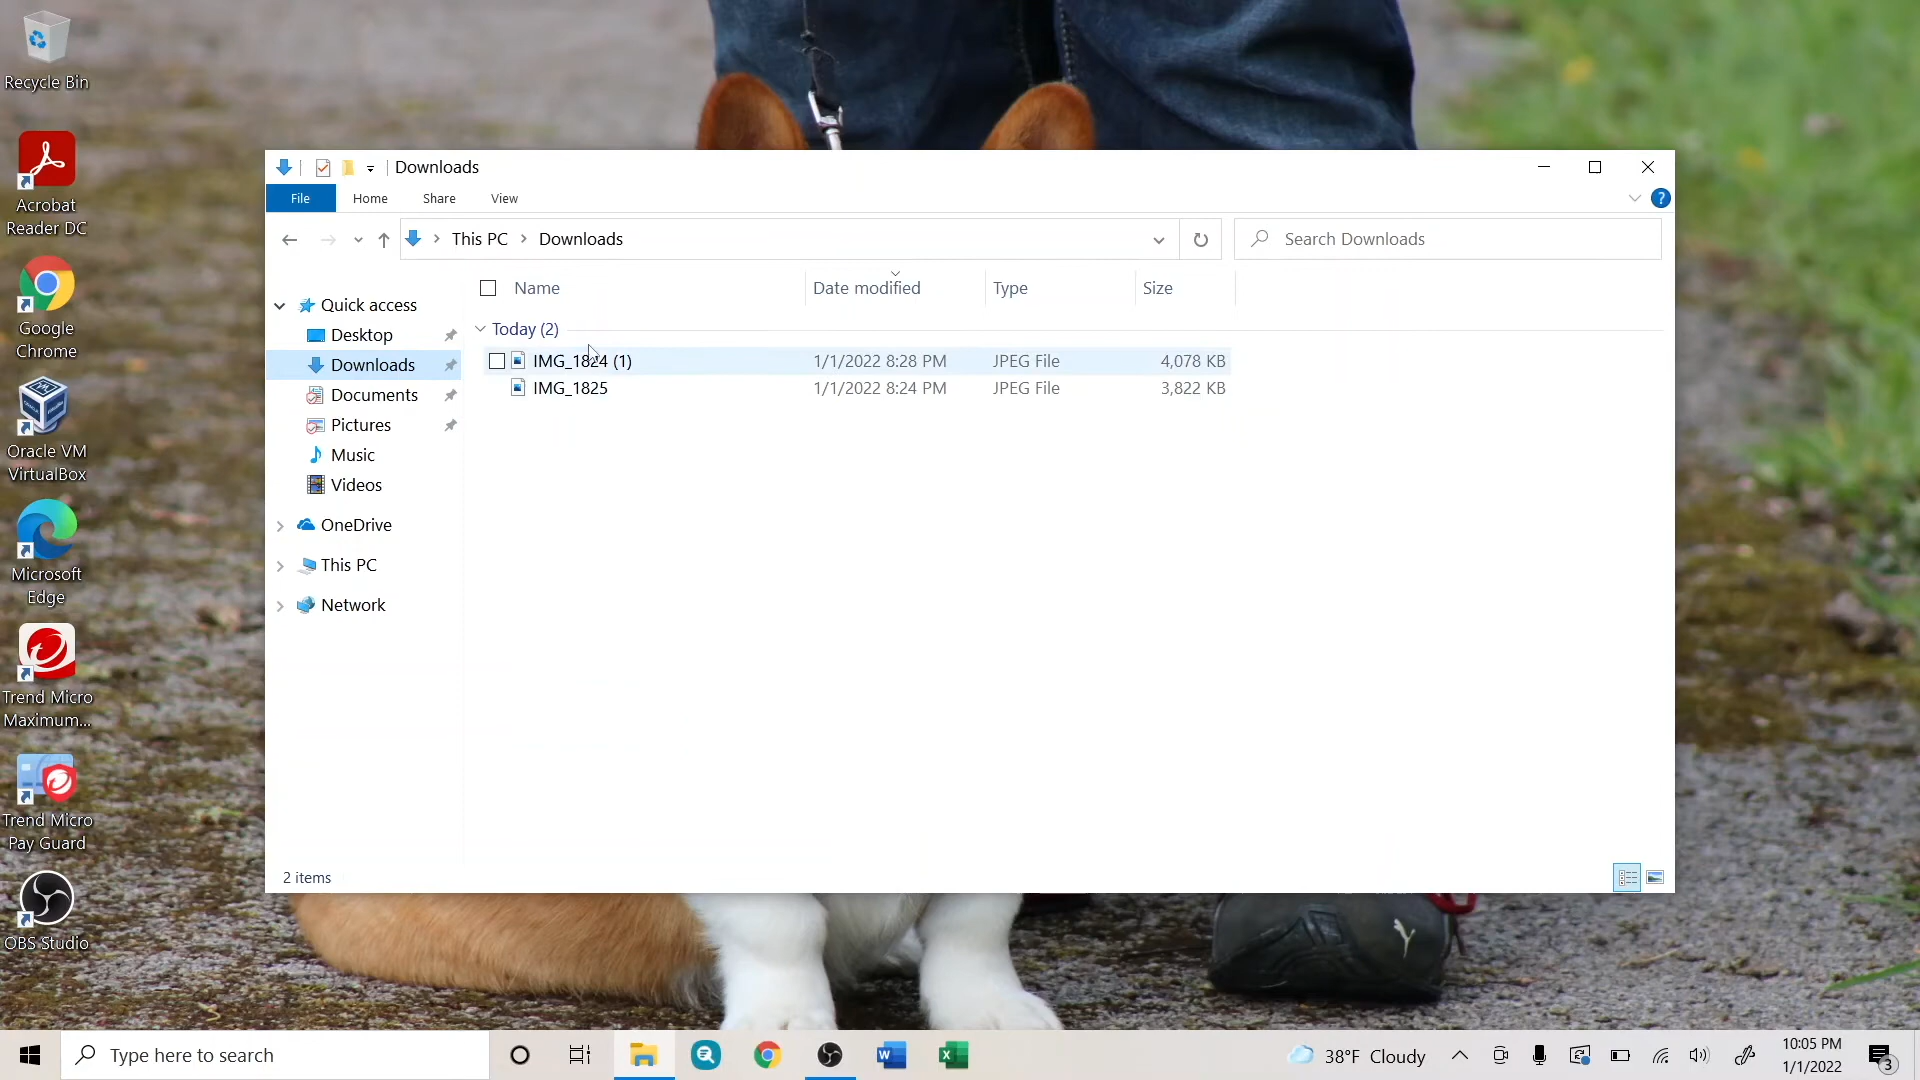 Recycle Bin
Acrobat
Reader DC
Google
Chrome
Oracle VM
VirtualBox
Microsoft
Edge
Trend Micro
Maximum...
Trend Micro
Pay Guard
OBS Studio
Downloads
File Home Share View
?
This PC > Downloads
Search Downloads
Name Date modified Type Size
Quick access
Desktop
Downloads
Documents
Pictures
Music
Videos
OneDrive
This PC
Network
Today (2)
IMG_1824 (1) 1/1/2022 8:28 PM JPEG File 4,078 KB
IMG_1825 1/1/2022 8:24 PM JPEG File 3,822 KB
2 items
Type here to search
38°F Cloudy
10:05 PM
1/1/2022
3